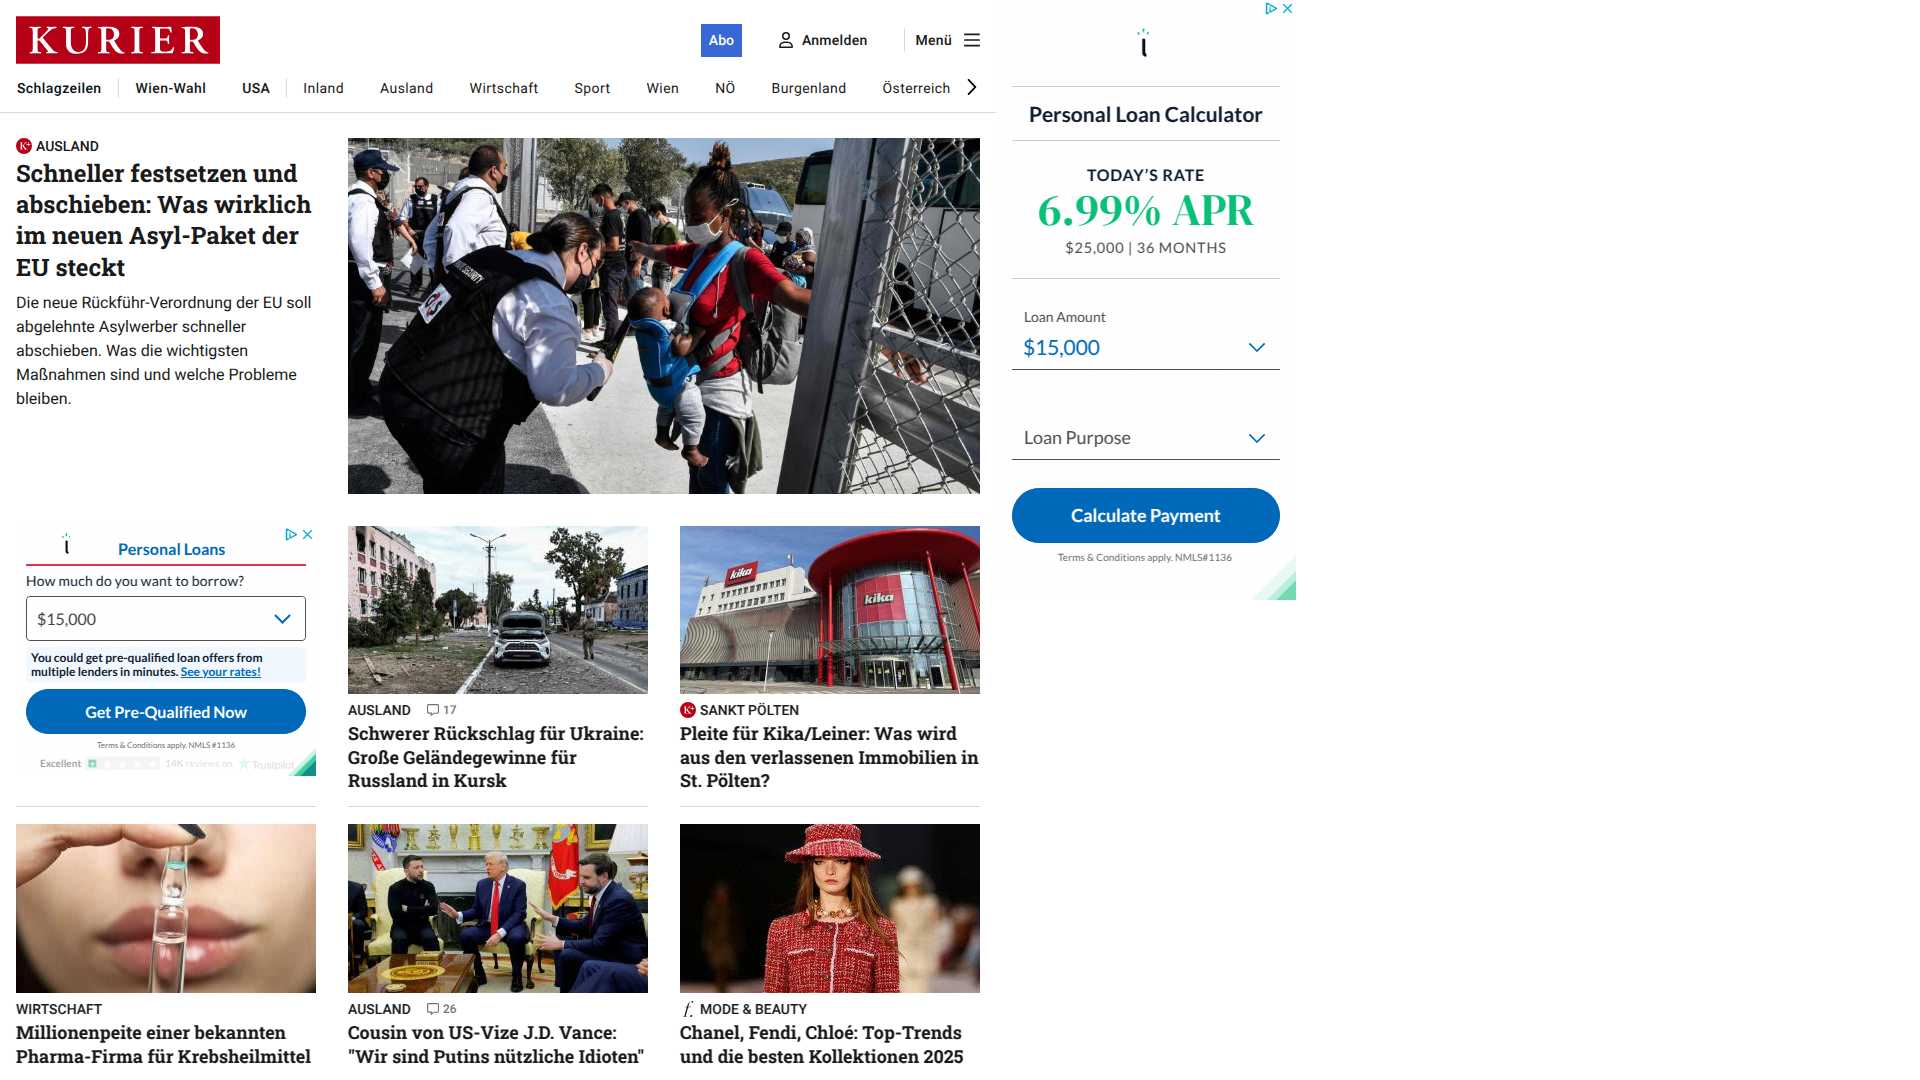 KURIER
Abo
Anmelden
Menü
Schlagzeilen
Wien-Wahl
USA
Inland
Ausland
Wirtschaft
Sport
Wien
NÖ
Burgenland
Österreich
AUSLAND
Schneller festsetzen und
abschieben: Was wirklich
im neuen Asyl-Paket der
EU steckt
Die neue Rückführ-Verordnung der EU soll
abgelehnte Asylwerber schneller
abschieben. Was die wichtigsten
Maßnahmen sind und welche Probleme
bleiben.
Personal Loan Calculator
TODAY'S RATE
6.99% APR
$25,000 | 36 MONTHS
Loan Amount
$15,000
Loan Purpose
Calculate Payment
Terms & Conditions apply. NMLS#1136
Personal Loans
How much do you want to borrow?
$15,000
You could get pre-qualified loan offers from
multiple lenders in minutes. See your rates!
Get Pre-Qualified Now
Terms & Conditions apply. NMLS #1136
Excellent 14K reviews on Trustpilot
AUSLAND 17
Schwerer Rückschlag für Ukraine:
Große Geländegewinne für
Russland in Kursk
kika
kika
K+ SANKT PÖLTEN
Pleite für Kika/Leiner: Was wird
aus den verlassenen Immobilien in
St. Pölten?
WIRTSCHAFT
Millionenpeite einer bekannten
Pharma-Firma für Krebsheilmittel
AUSLAND 26
Cousin von US-Vize J.D. Vance:
"Wir sind Putins nützliche Idioten"
f. MODE & BEAUTY
Chanel, Fendi, Chloé: Top-Trends
und die besten Kollektionen 2025